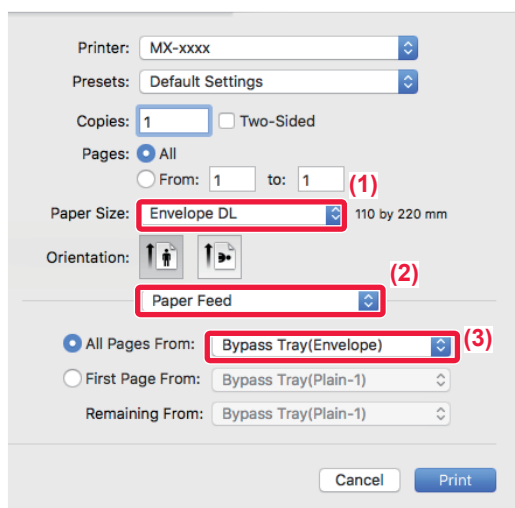 Printer: MX-xxxx
Presets: Default Settings
Copies: 1 Two-Sided
Pages: All
From: 1 to: 1
(1)
Paper Size: Envelope DL 110 by 220 mm
Orientation:
(2)
Paper Feed
All Pages From: Bypass Tray(Envelope) (3)
First Page From: Bypass Tray(Plain-1)
Remaining From: Bypass Tray(Plain-1)
Cancel Print